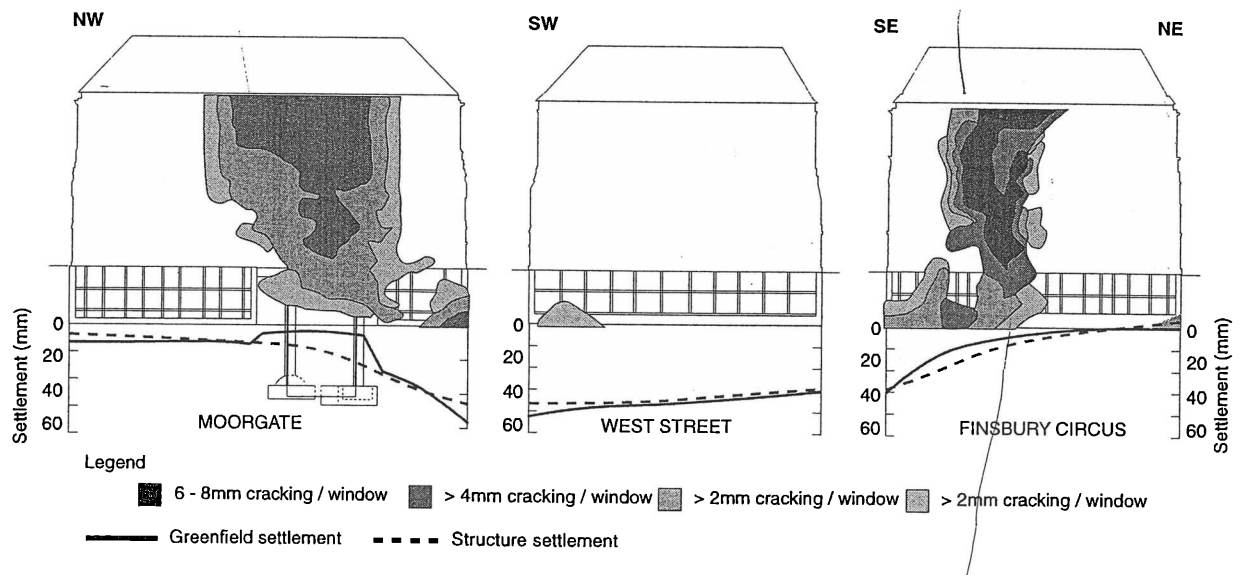 NW
SW
SE
NE
Settlement (mm)
0
20
40
60
MOORGATE
0
20
40
60
WEST STREET
0
20
40
60
FINSBURY CIRCUS
0
20
40
60
Settlement (mm)
Legend
6 - 8mm cracking / window
> 4mm cracking / window
> 2mm cracking / window
> 2mm cracking / window
Greenfield settlement
Structure settlement